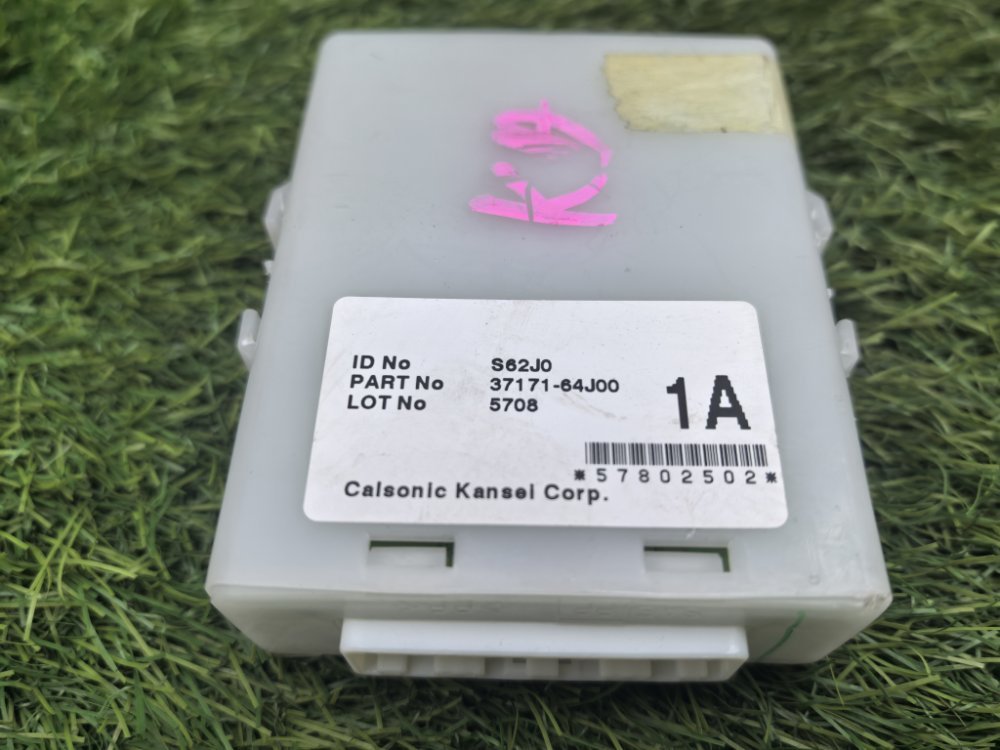 ID No S62J0
PART No 37171-64J00
LOT No 5708
1A
*57802502*
Calsonic Kansei Corp.